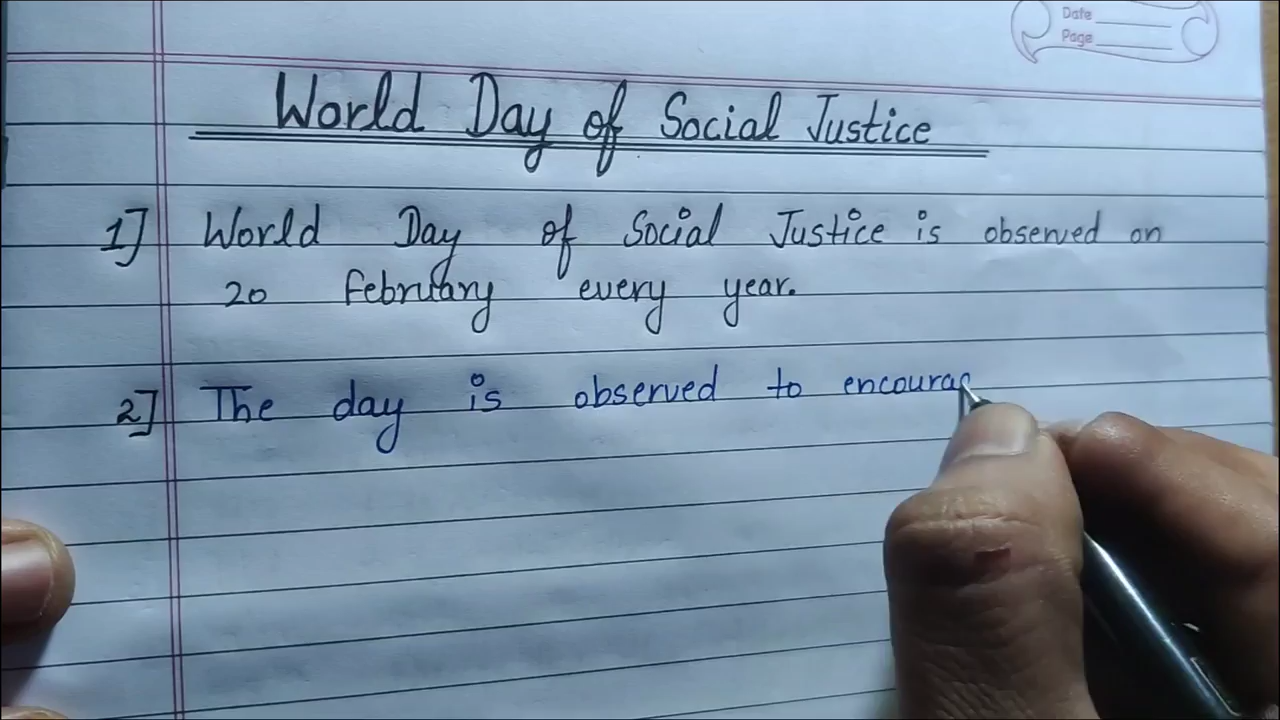 Date
Page
World Day of Social Justice
1] World Day of Social Justice is observed on
20 February every year.
2] The day is observed to encourag